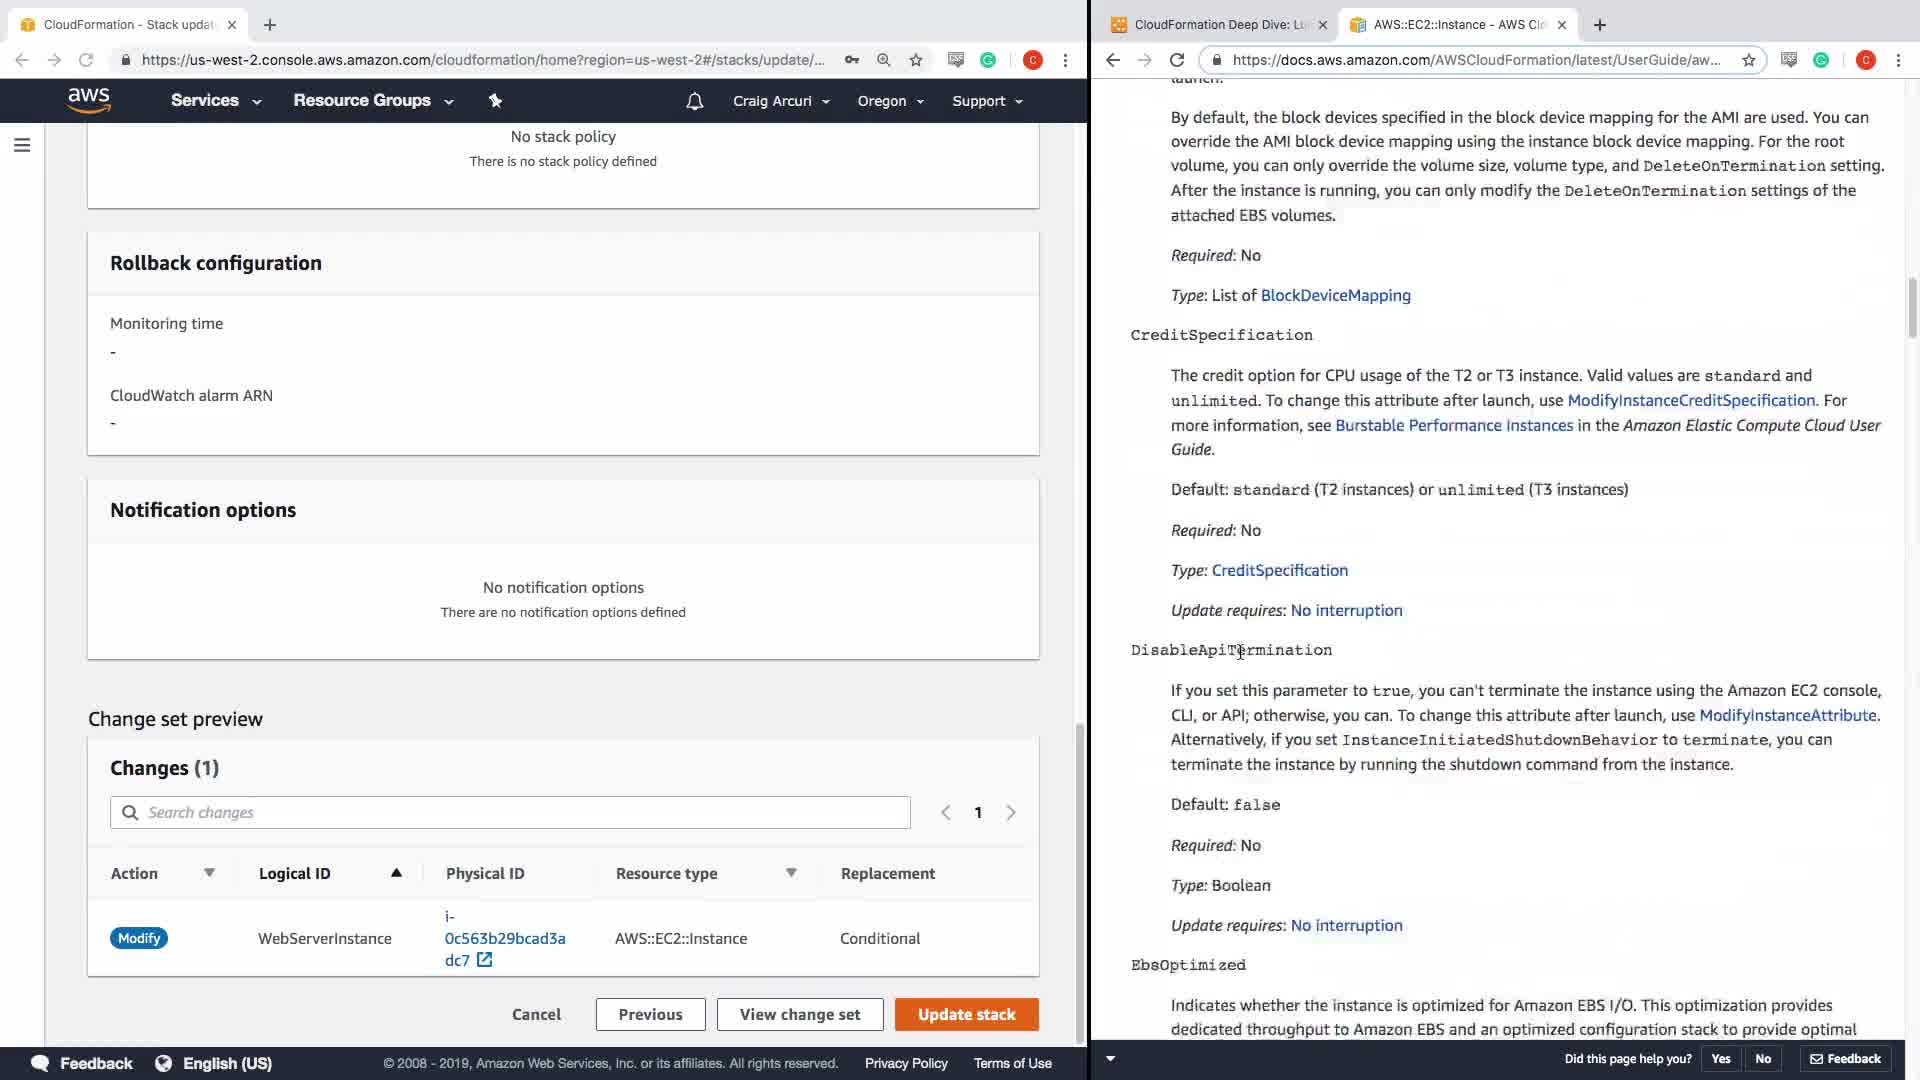 CloudFormation - Stack upda
https://us-west-2.console.aws.amazon.com/cloudformation/home?region=us-west-2#/stacks/update/...
aws
Services
Resource Groups
Craig Arcuri
Oregon
Support
No stack policy
There is no stack policy defined
Rollback configuration
Monitoring time
-
CloudWatch alarm ARN
-
Notification options
No notification options
There are no notification options defined
Change set preview
Changes (1)
Search changes
1
Action
Logical ID
Physical ID
Resource type
Replacement
Modify
WebServerInstance
i-
0c563b29bcad3a
dc7
AWS::EC2::Instance
Conditional
Cancel
Previous
View change set
Update stack
Feedback
English (US)
© 2008 - 2019, Amazon Web Services, Inc. or its affiliates. All rights reserved.
Privacy Policy
Terms of Use
CloudFormation Deep Dive: Lu
AWS::EC2::Instance - AWS Clo
https://docs.aws.amazon.com/AWSCloudFormation/latest/UserGuide/aw...
C
C
launch.
By default, the block devices specified in the block device mapping for the AMI are used. You can
override the AMI block device mapping using the instance block device mapping. For the root
volume, you can only override the volume size, volume type, and DeleteOnTermination setting.
After the instance is running, you can only modify the DeleteOnTermination settings of the
attached EBS volumes.
Required: No
Type: List of BlockDeviceMapping
CreditSpecification
The credit option for CPU usage of the T2 or T3 instance. Valid values are standard and
unlimited. To change this attribute after launch, use ModifyInstanceCreditSpecification. For
more information, see Burstable Performance Instances in the Amazon Elastic Compute Cloud User
Guide.
Default: standard (T2 instances) or unlimited (T3 instances)
Required: No
Type: CreditSpecification
Update requires: No interruption
DisableApiTermination
If you set this parameter to true, you can't terminate the instance using the Amazon EC2 console,
CLI, or API; otherwise, you can. To change this attribute after launch, use ModifyInstanceAttribute.
Alternatively, if you set InstanceInitiatedShutdownBehavior to terminate, you can
terminate the instance by running the shutdown command from the instance.
Default: false
Required: No
Type: Boolean
Update requires: No interruption
EbsOptimized
Indicates whether the instance is optimized for Amazon EBS I/O. This optimization provides
dedicated throughput to Amazon EBS and an optimized configuration stack to provide optimal
Did this page help you?
Yes
No
Feedback